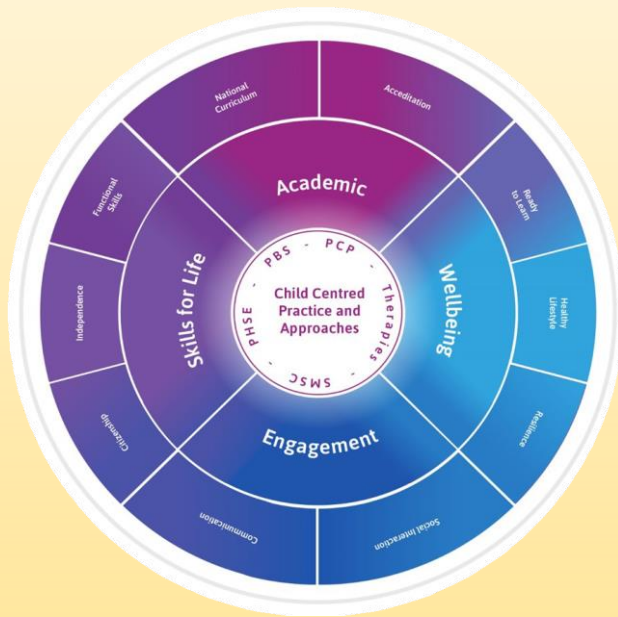 National
Curriculum
Acceditation
Ready
to Learn
Healthy
Lifestyle
Resilience
Social Interaction
Communication
Citizenship
Independence
Functional
Skills
Academic
Wellbeing
Engagement
Skills for Life
PHSE - PBS - PCP - Therapies - SMSC -
Child Centred
Practice and
Approaches